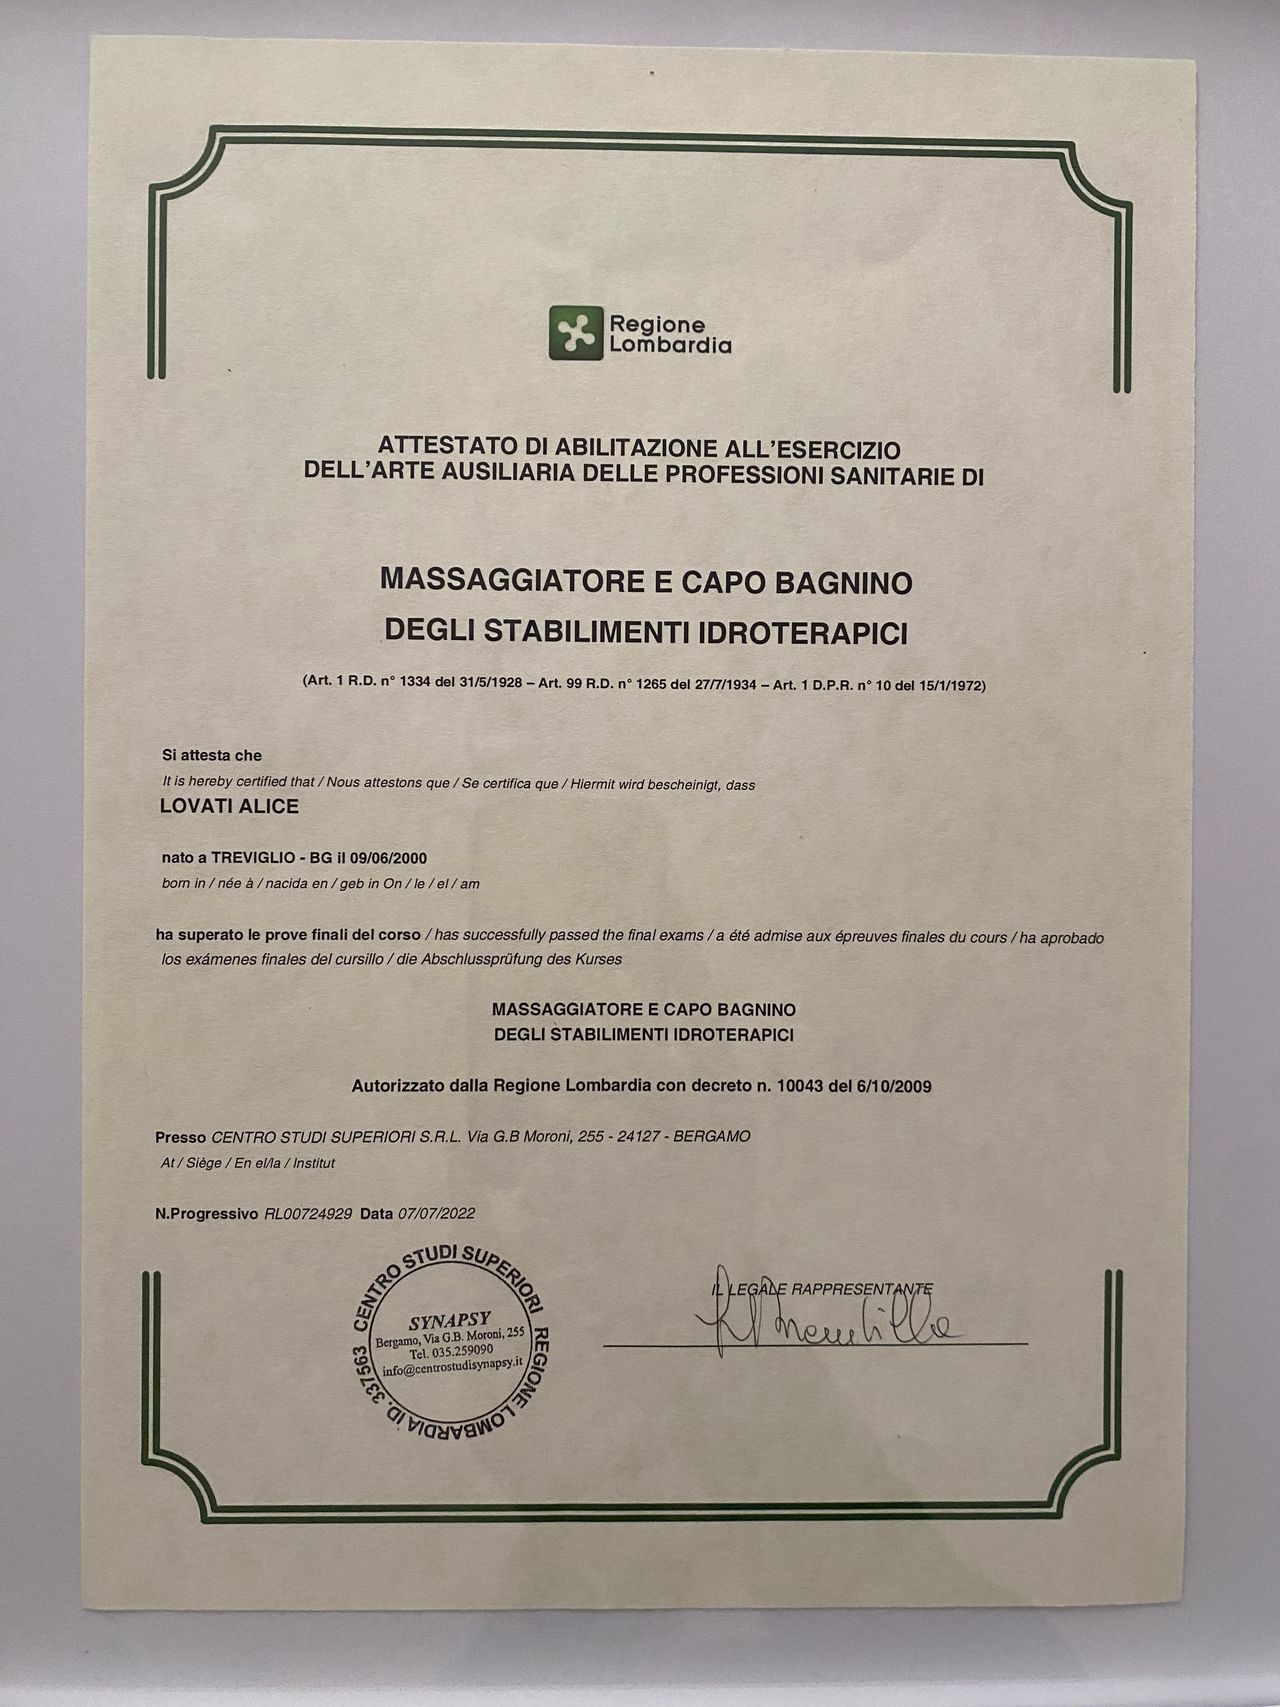 Regione
Lombardia
ATTESTATO DI ABILITAZIONE ALL'ESERCIZIO
DELL'ARTE AUSILIARIA DELLE PROFESSIONI SANITARIE DI
MASSAGGIATORE E CAPO BAGNINO
DEGLI STABILIMENTI IDROTERAPICI
(Art. 1 R.D. n° 1334 del 31/5/1928 – Art. 99 R.D. n° 1265 del 27/7/1934 – Art. 1 D.P.R. n° 10 del 15/1/1972)
Si attesta che
It is hereby certified that / Nous attestons que / Se certifica que / Hiermit wird bescheinigt, dass
LOVATI ALICE
nato a TREVIGLIO - BG il 09/06/2000
born in / née à / nacida en / geb in On / le / el / am
ha superato le prove finali del corso / has successfully passed the final exams / a été admise aux épreuves finales du cours / ha aprobado
los exámenes finales del cursillo / die Abschlussprüfung des Kurses
MASSAGGIATORE E CAPO BAGNINO
DEGLI STABILIMENTI IDROTERAPICI
Autorizzato dalla Regione Lombardia con decreto n. 10043 del 6/10/2009
Presso CENTRO STUDI SUPERIORI S.R.L. Via G.B Moroni, 255 - 24127 - BERGAMO
At / Siège / En el/la / Institut
N.Progressivo RL00724929 Data 07/07/2022
CENTRO STUDI SUPERIORI REGIONE LOMBARDIA ID. 337563
SYNAPSY
Bergamo, Via G.B. Moroni, 255
Tel. 035.259090
info@centrostudisynapsy.it
IL LEGALE RAPPRESENTANTE